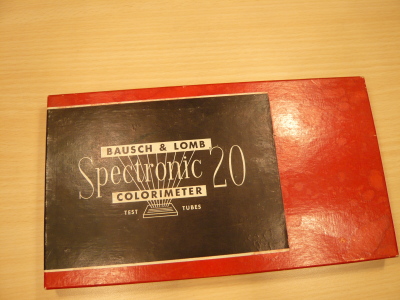 BAUSCH & LOMB
Spectronic 20
COLORIMETER
TEST TUBES